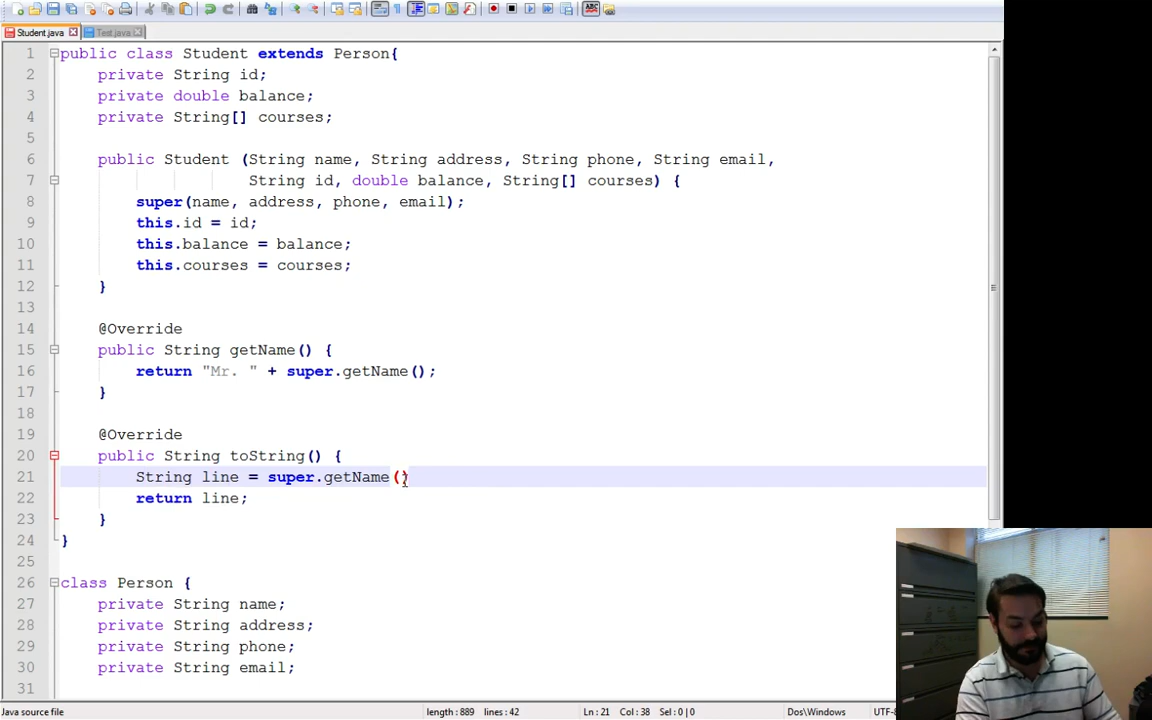 Student.java Test.java
1 public class Student extends Person{
2 private String id;
3 private double balance;
4 private String[] courses;
5
6 public Student (String name, String address, String phone, String email,
7 String id, double balance, String[] courses) {
8 super(name, address, phone, email);
9 this.id = id;
10 this.balance = balance;
11 this.courses = courses;
12 }
13
14 @Override
15 public String getName() {
16 return "Mr. " + super.getName();
17 }
18
19 @Override
20 public String toString() {
21 String line = super.getName()
22 return line;
23 }
24 }
25
26 class Person {
27 private String name;
28 private String address;
29 private String phone;
30 private String email;
31
Java source file length : 889 lines : 42 Ln : 21 Col : 38 Sel : 0 | 0 Dos\Windows UTF-8